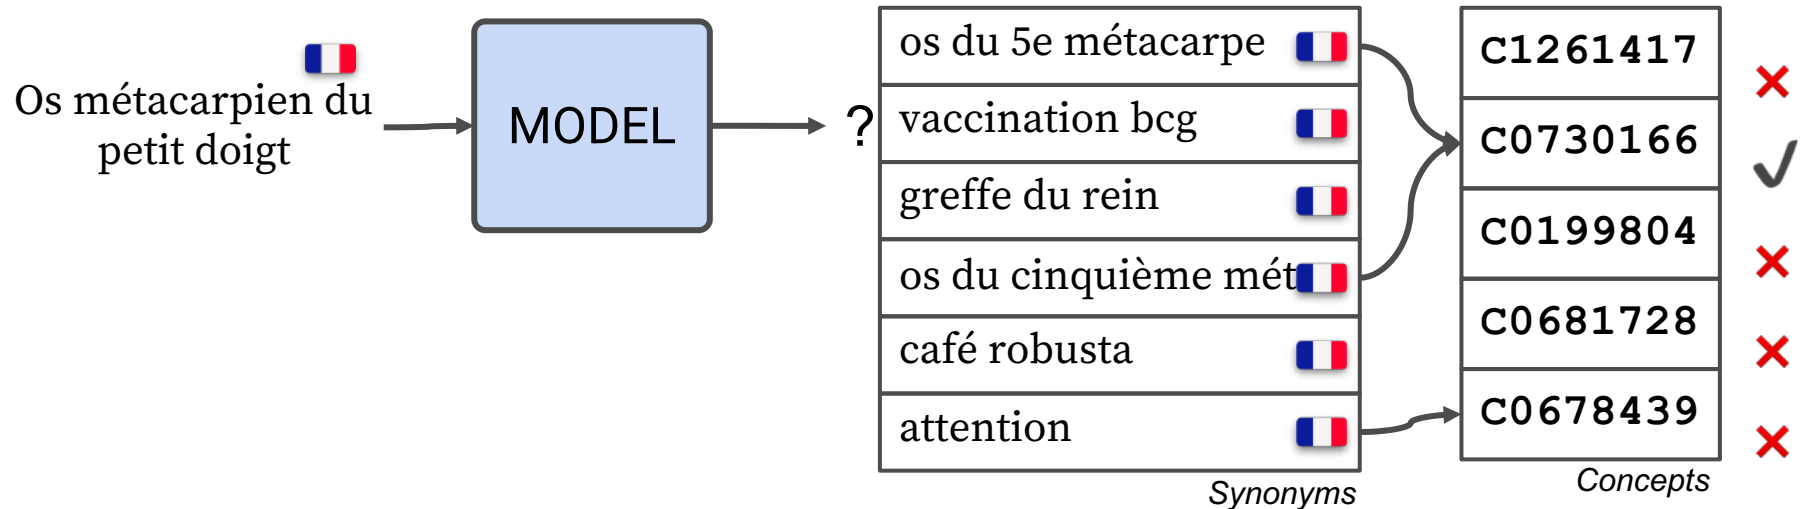 Os métacarpien du
petit doigt
MODEL
?
os du 5e métacarpe
vaccination bcg
greffe du rein
os du cinquième mét
café robusta
attention
Synonyms
C1261417
C0730166
C0199804
C0681728
C0678439
Concepts